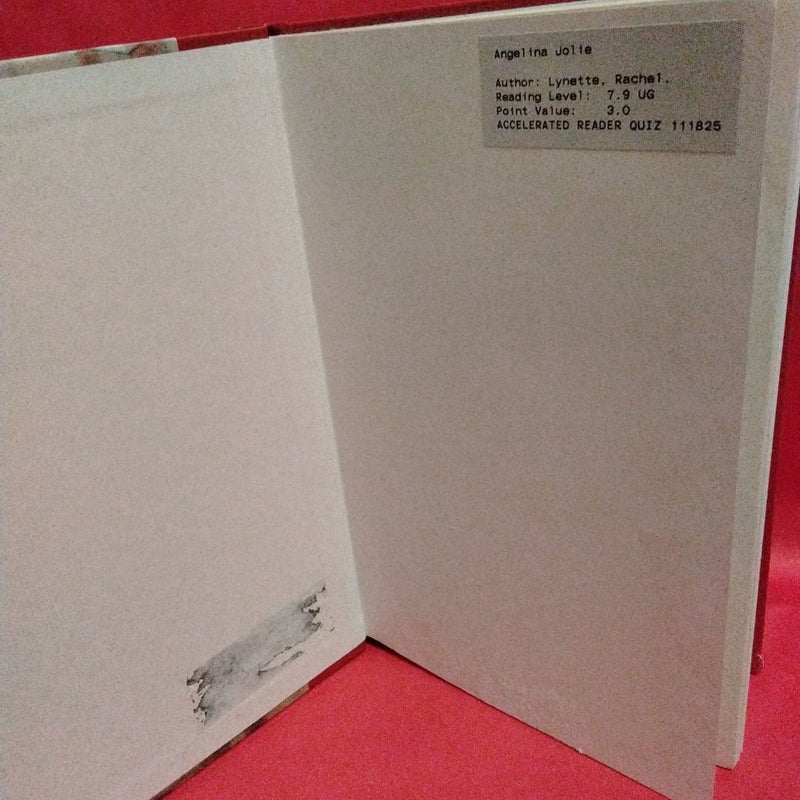 Angelina Jolie
Author: Lynette, Rachel.
Reading Level: 7.9 UG
Point Value: 3.0
ACCELERATED READER QUIZ 111825